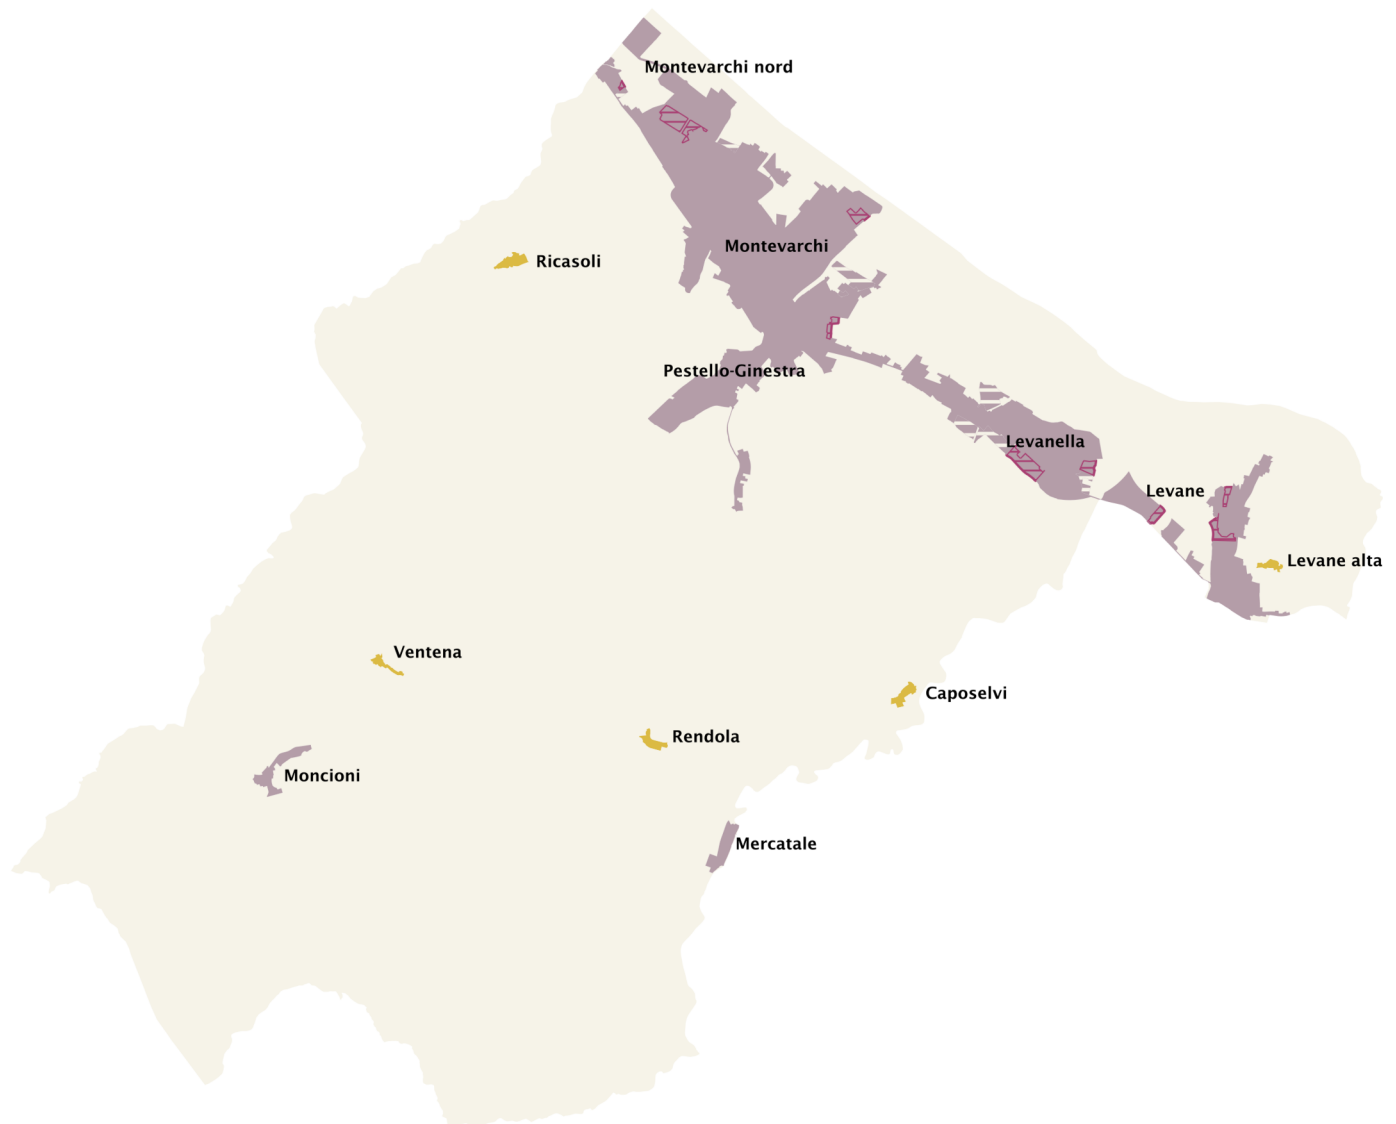 Montevarchi nord
Montevarchi
Ricasoli
Pestello-Ginestra
Levanella
Levane
Levane alta
Ventena
Caposelvi
Rendola
Moncioni
Mercatale